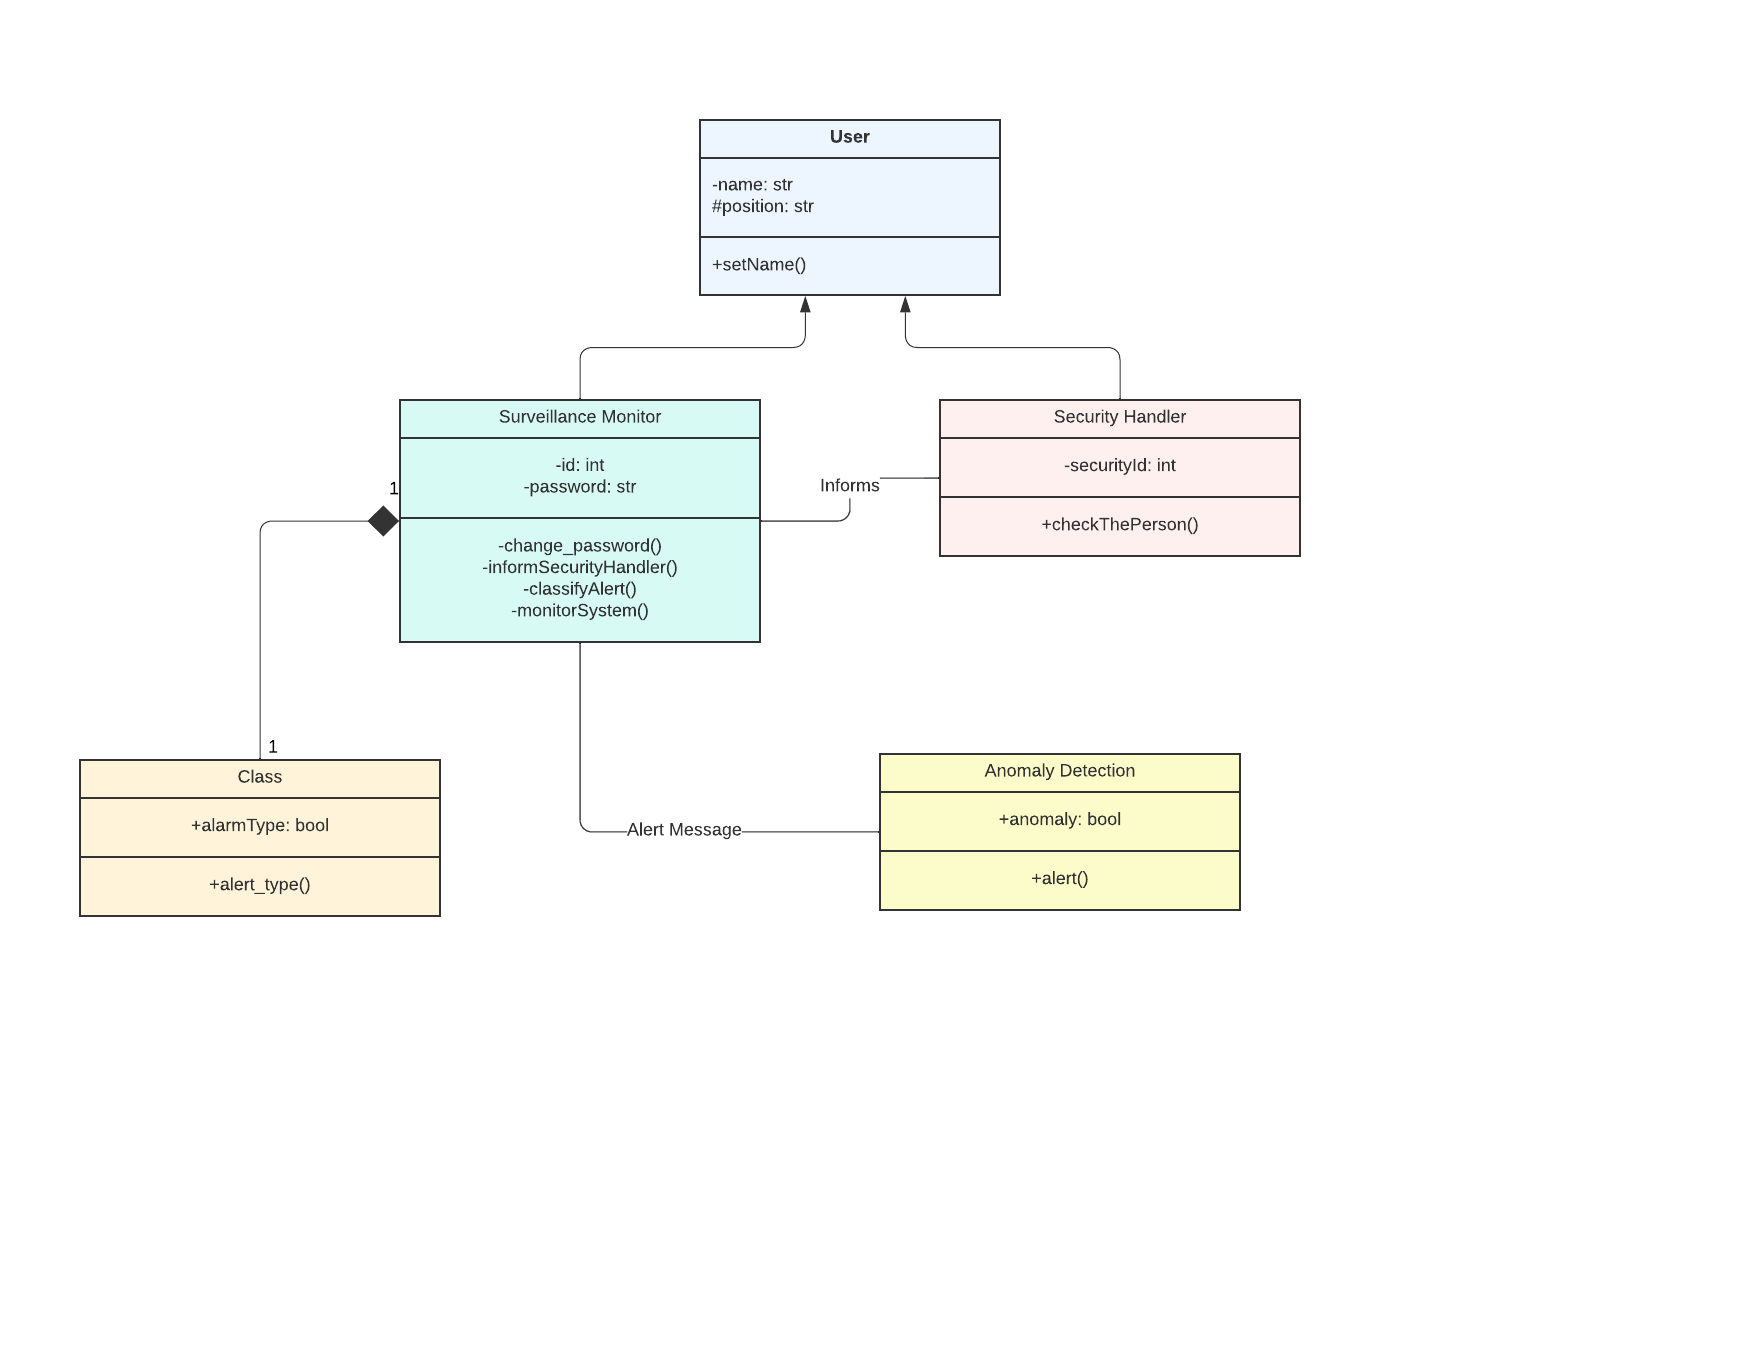 User
-name: str
#position: str
+setName()
Surveillance Monitor
-id: int
-password: str
-change_password()
-informSecurityHandler()
-classifyAlert()
-monitorSystem()
Informs
Security Handler
-securityId: int
+checkThePerson()
1
1
Class
+alarmType: bool
+alert_type()
Alert Message
Anomaly Detection
+anomaly: bool
+alert()